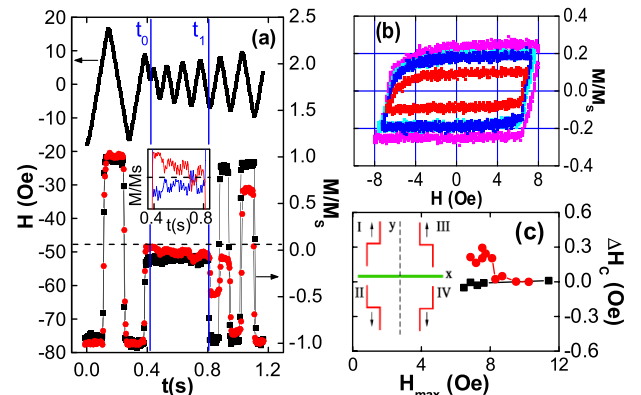 (a)
t₀
t₁
20
10
0
-10
-20
-30
-40
-50
-60
-70
-80
H (Oe)
2.0
1.5
1.0
0.5
0.0
-0.5
-1.0
M/Mₛ
M/Ms
0.4 0.8
t(s)
0.0 0.4 0.8 1.2
t(s)
(b)
0.4
0.2
0.0
-0.2
-0.4
M/Mₛ
-8 -4 0 4 8
H (Oe)
(c)
I y III
x
II IV
0.6
0.3
0.0
-0.3
-0.6
ΔH_C (Oe)
0 4 8 12
H_max (Oe)